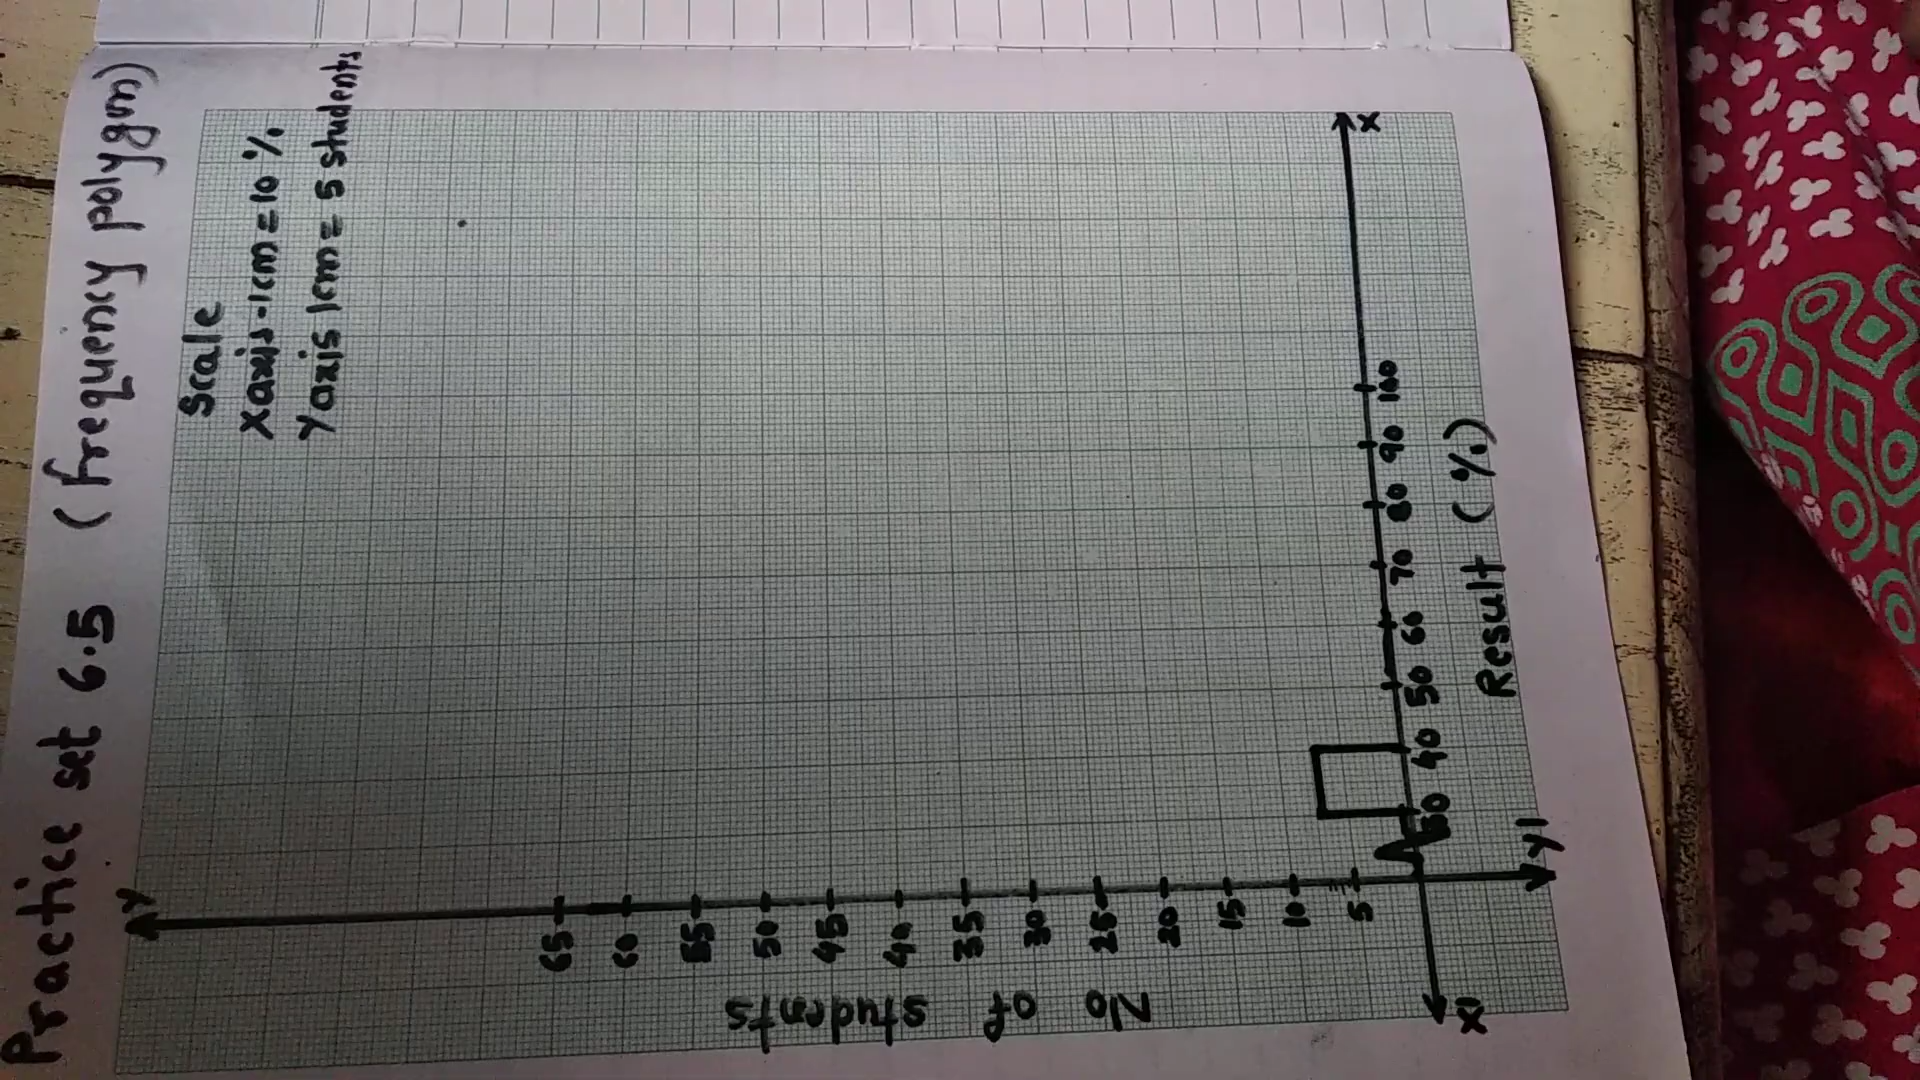 Practice set 6.5 (frequency polygon)
Scale
X axis-1cm=10%
Y axis 1cm = 5 students
Y
65
60
55
50
45
40
35
30
25
20
15
10
5
No of
students
X
X1
Y1
30 40 50 60 70 80 90 100
Result (%)